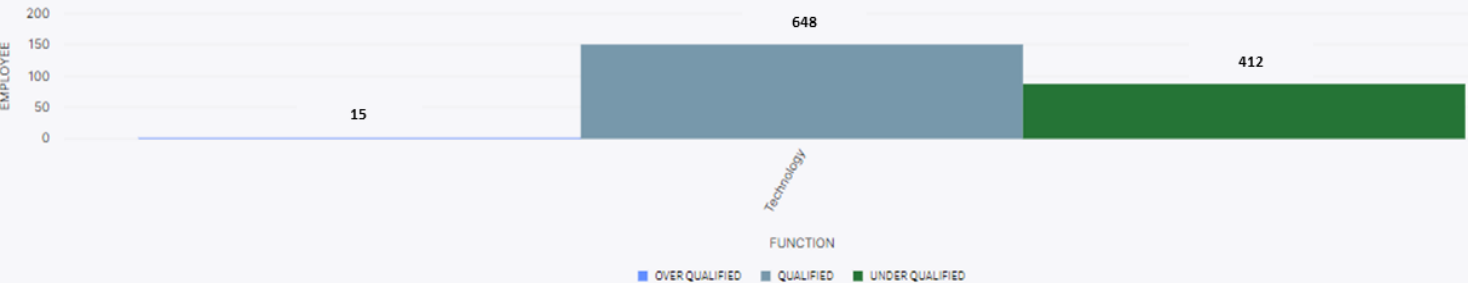 200
648
150
412
EMPLOYEE
100
50
15
0
Technology
FUNCTION
OVER QUALIFIED QUALIFIED UNDER QUALIFIED